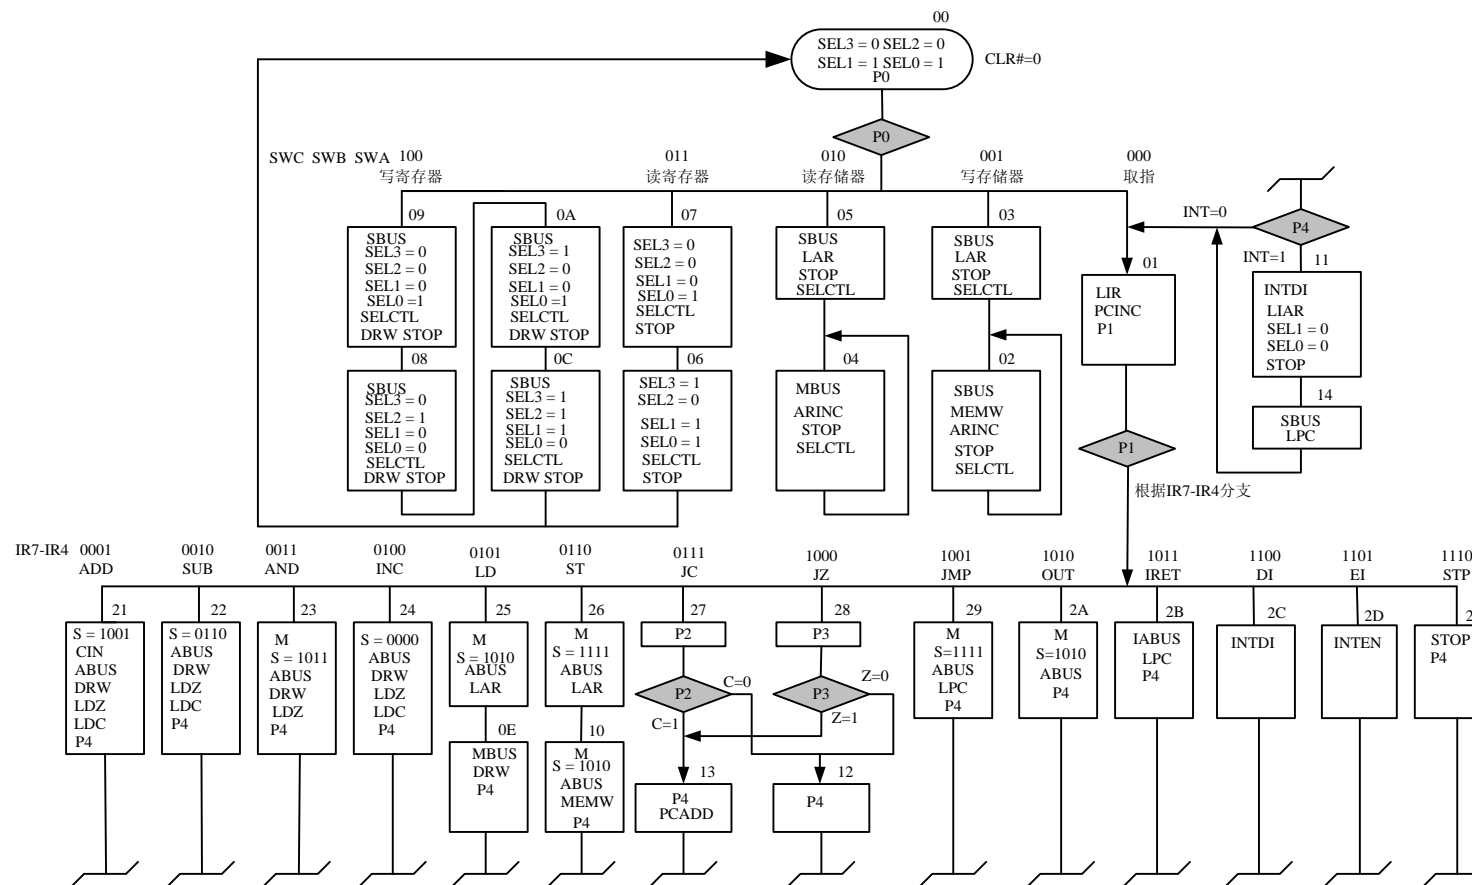 00
SEL3 = 0 SEL2 = 0
SEL1 = 1 SEL0 = 1
P0
CLR#=0
P0
SWC SWB SWA
100
写寄存器
011
读寄存器
010
读存储器
001
写存储器
000
取指
09
SBUS
SEL3 = 0
SEL2 = 0
SEL1 = 0
SEL0 =1
SELCTL
DRW STOP
08
SBUS
SEL3 = 0
SEL2 = 1
SEL1 = 0
SEL0 = 0
SELCTL
DRW STOP
0A
SBUS
SEL3 = 1
SEL2 = 0
SEL1 = 0
SEL0 =1
SELCTL
DRW STOP
0C
SBUS
SEL3 = 1
SEL2 = 1
SEL1 = 1
SEL0 = 0
SELCTL
DRW STOP
07
SEL3 = 0
SEL2 = 0
SEL1 = 0
SEL0 = 1
SELCTL
STOP
06
SEL3 = 1
SEL2 = 0
SEL1 = 1
SEL0 = 1
SELCTL
STOP
05
SBUS
LAR
STOP
SELCTL
04
MBUS
ARINC
STOP
SELCTL
03
SBUS
LAR
STOP
SELCTL
02
SBUS
MEMW
ARINC
STOP
SELCTL
01
LIR
PCINC
P1
P1
根据IR7-IR4分支
INT=0
P4
INT=1
11
INTDI
LIAR
SEL1 = 0
SEL0 = 0
STOP
14
SBUS
LPC
IR7-IR4
0001
ADD
0010
SUB
0011
AND
0100
INC
0101
LD
0110
ST
0111
JC
1000
JZ
1001
JMP
1010
OUT
1011
IRET
1100
DI
1101
EI
1110
STP
21
S = 1001
CIN
ABUS
DRW
LDZ
LDC
P4
22
S = 0110
ABUS
DRW
LDZ
LDC
P4
23
M
S = 1011
ABUS
DRW
LDZ
P4
24
S = 0000
ABUS
DRW
LDZ
LDC
P4
25
M
S = 1010
ABUS
LAR
0E
MBUS
DRW
P4
26
M
S = 1111
ABUS
LAR
10
M
S = 1010
ABUS
MEMW
P4
27
P2
P2
C=0
C=1
13
P4
PCADD
28
P3
P3
Z=0
Z=1
12
P4
29
M
S=1111
ABUS
LPC
P4
2A
M
S=1010
ABUS
P4
2B
IABUS
LPC
P4
2C
INTDI
2D
INTEN
STOP
P4